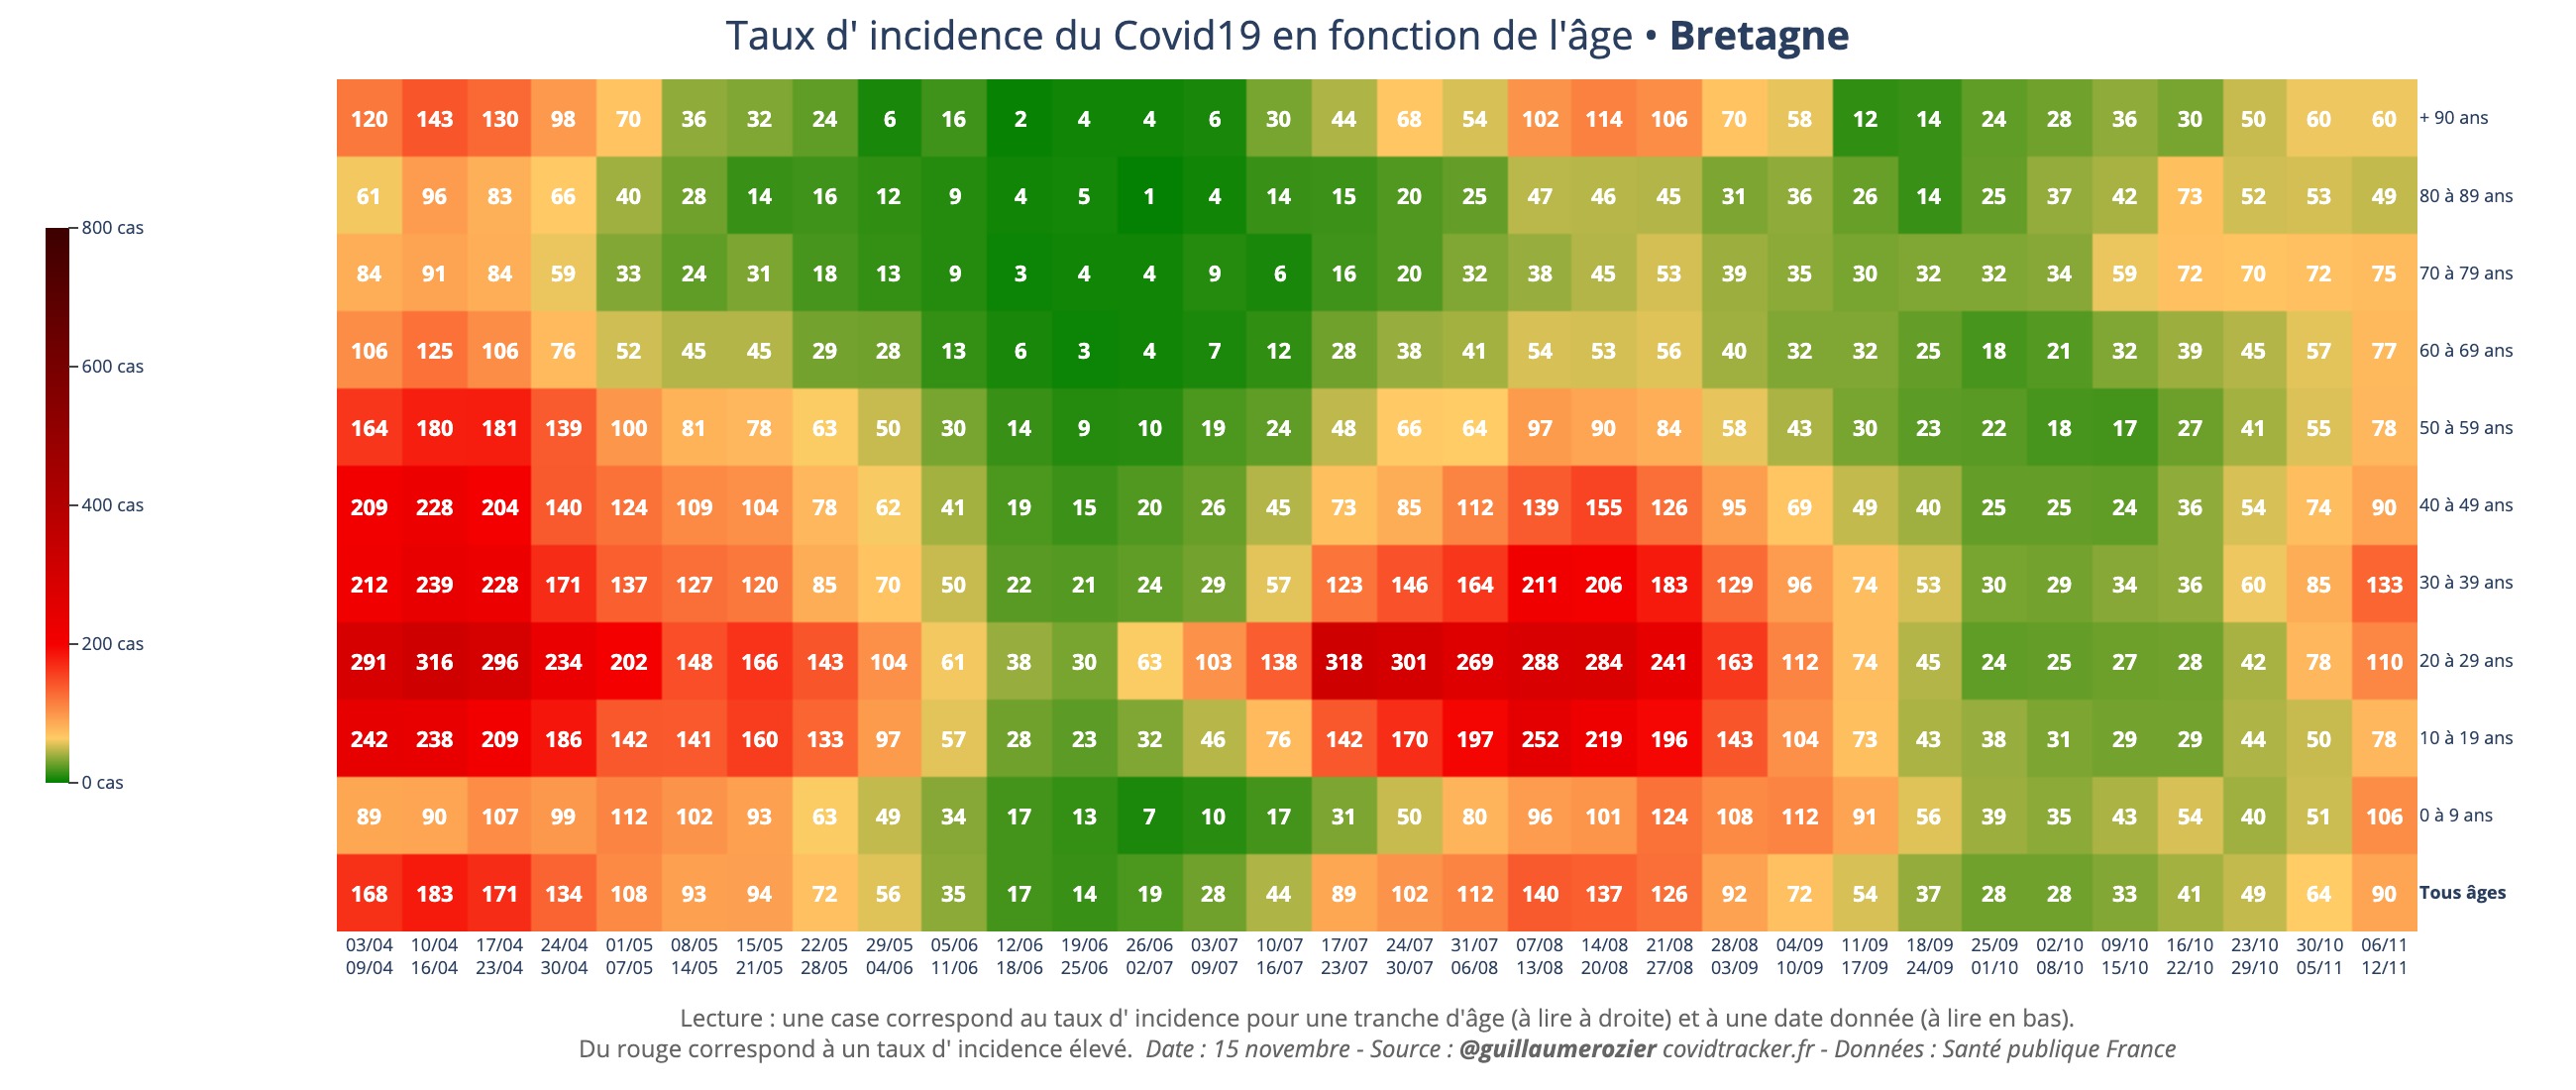 Taux d' incidence du Covid19 en fonction de l'âge • Bretagne
800 cas
600 cas
400 cas
200 cas
0 cas
120 143 130 98 70 36 32 24 6 16 2 4 4 6 30 44 68 54 102 114 106 70 58 12 14 24 28 36 30 50 60 60 + 90 ans
61 96 83 66 40 28 14 16 12 9 4 5 1 4 14 15 20 25 47 46 45 31 36 26 14 25 37 42 73 52 53 49 80 à 89 ans
84 91 84 59 33 24 31 18 13 9 3 4 4 9 6 16 20 32 38 45 53 39 35 30 32 32 34 59 72 70 72 75 70 à 79 ans
106 125 106 76 52 45 45 29 28 13 6 3 4 7 12 28 38 41 54 53 56 40 32 32 25 18 21 32 39 45 57 77 60 à 69 ans
164 180 181 139 100 81 78 63 50 30 14 9 10 19 24 48 66 64 97 90 84 58 43 30 23 22 18 17 27 41 55 78 50 à 59 ans
209 228 204 140 124 109 104 78 62 41 19 15 20 26 45 73 85 112 139 155 126 95 69 49 40 25 25 24 36 54 74 90 40 à 49 ans
212 239 228 171 137 127 120 85 70 50 22 21 24 29 57 123 146 164 211 206 183 129 96 74 53 30 29 34 36 60 85 133 30 à 39 ans
291 316 296 234 202 148 166 143 104 61 38 30 63 103 138 318 301 269 288 284 241 163 112 74 45 24 25 27 28 42 78 110 20 à 29 ans
242 238 209 186 142 141 160 133 97 57 28 23 32 46 76 142 170 197 252 219 196 143 104 73 43 38 31 29 29 44 50 78 10 à 19 ans
89 90 107 99 112 102 93 63 49 34 17 13 7 10 17 31 50 80 96 101 124 108 112 91 56 39 35 43 54 40 51 106 0 à 9 ans
168 183 171 134 108 93 94 72 56 35 17 14 19 28 44 89 102 112 140 137 126 92 72 54 37 28 28 33 41 49 64 90 Tous âges
03/04 10/04 17/04 24/04 01/05 08/05 15/05 22/05 29/05 05/06 12/06 19/06 26/06 03/07 10/07 17/07 24/07 31/07 07/08 14/08 21/08 28/08 04/09 11/09 18/09 25/09 02/10 09/10 16/10 23/10 30/10 06/11
09/04 16/04 23/04 30/04 07/05 14/05 21/05 28/05 04/06 11/06 18/06 25/06 02/07 09/07 16/07 23/07 30/07 06/08 13/08 20/08 27/08 03/09 10/09 17/09 24/09 01/10 08/10 15/10 22/10 29/10 05/11 12/11
Lecture : une case correspond au taux d' incidence pour une tranche d'âge (à lire à droite) et à une date donnée (à lire en bas).
Du rouge correspond à un taux d' incidence élevé. Date : 15 novembre - Source : @guillaumerozier covidtracker.fr - Données : Santé publique France